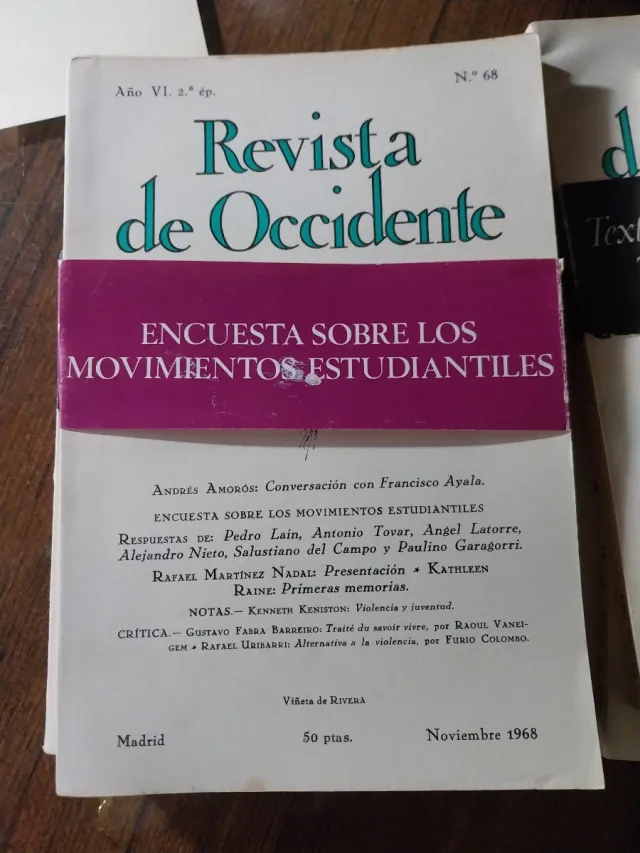 Año VI. 2.ª ép.
N.º 68
Revista
de Occidente
ENCUESTA SOBRE LOS
MOVIMIENTOS ESTUDIANTILES
ANDRÉS AMORÓS: Conversación con Francisco Ayala.
ENCUESTA SOBRE LOS MOVIMIENTOS ESTUDIANTILES
RESPUESTAS DE: Pedro Laín, Antonio Tovar, Angel Latorre,
Alejandro Nieto, Salustiano del Campo y Paulino Garagorri.
RAFAEL MARTÍNEZ NADAL: Presentación * KATHLEEN
RAINE: Primeras memorias.
NOTAS.— KENNETH KENISTON: Violencia y juventud.
CRÍTICA.— GUSTAVO FABRA BARREIRO: Traité du savoir vivre, por RAOUL VANEI-
GEM * RAFAEL URIBARRI: Alternativa a la violencia, por FURIO COLOMBO.
Viñeta de RIVERA
Madrid
50 ptas.
Noviembre 1968
d
Text